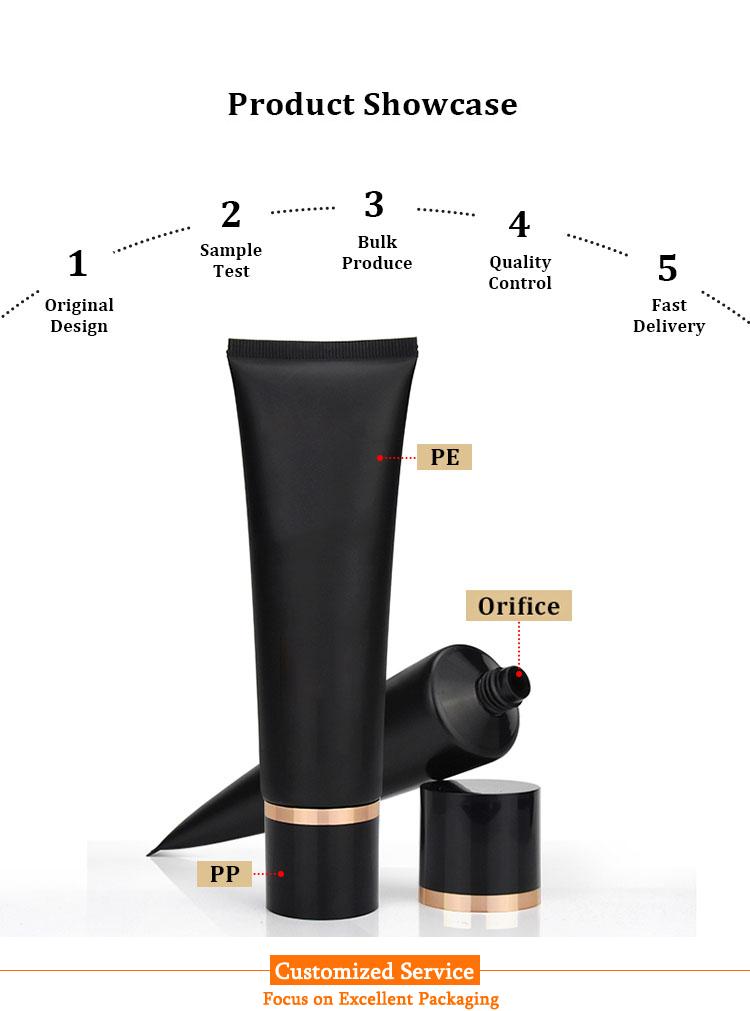 Product Showcase
1
Original
Design
2
Sample
Test
3
Bulk
Produce
4
Quality
Control
5
Fast
Delivery
PE
Orifice
PP
Customized Service
Focus on Excellent Packaging